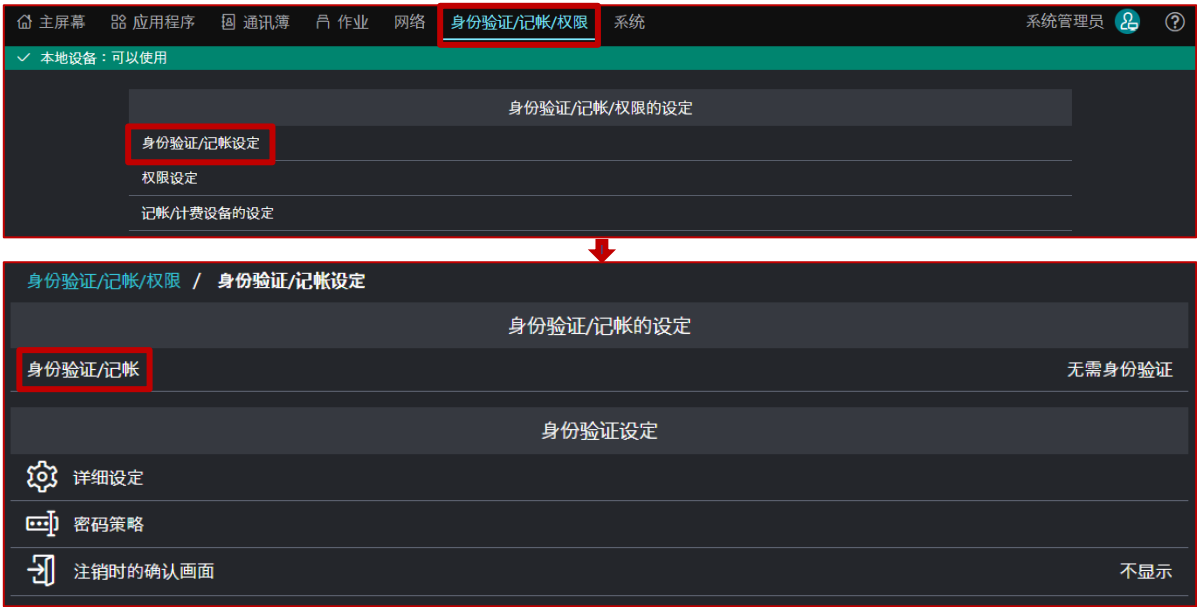 主屏幕 应用程序 通讯簿 作业 网络 身份验证/记帐/权限 系统 系统管理员
本地设备：可以使用
身份验证/记帐/权限的设定
身份验证/记帐设定
权限设定
记帐/计费设备的设定
身份验证/记帐/权限 / 身份验证/记帐设定
身份验证/记帐的设定
身份验证/记帐 无需身份验证
身份验证设定
详细设定
密码策略
注销时的确认画面 不显示